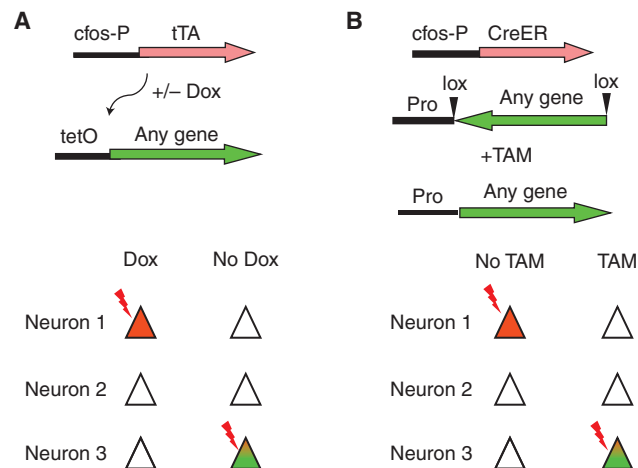 A
cfos-P tTA
+/− Dox
tetO Any gene
Dox No Dox
Neuron 1
Neuron 2
Neuron 3
B
cfos-P CreER
lox
lox
Pro Any gene
+TAM
Any gene
Pro
No TAM TAM
Neuron 1
Neuron 2
Neuron 3